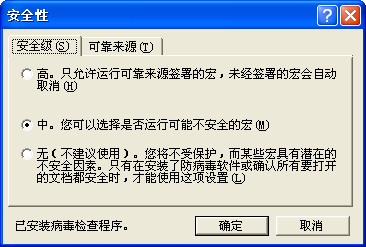 安全性
安全级(S) 可靠来源(T)
高。只允许运行可靠来源签署的宏，未经签署的宏会自动
取消(H)
中。您可以选择是否运行可能不安全的宏(M)
无(不建议使用)。您将不受保护，而某些宏具有潜在的
不安全因素。只有在安装了防病毒软件或确认所有要打开
的文档都安全时，才能使用这项设置(L)
已安装病毒检查程序。 确定 取消